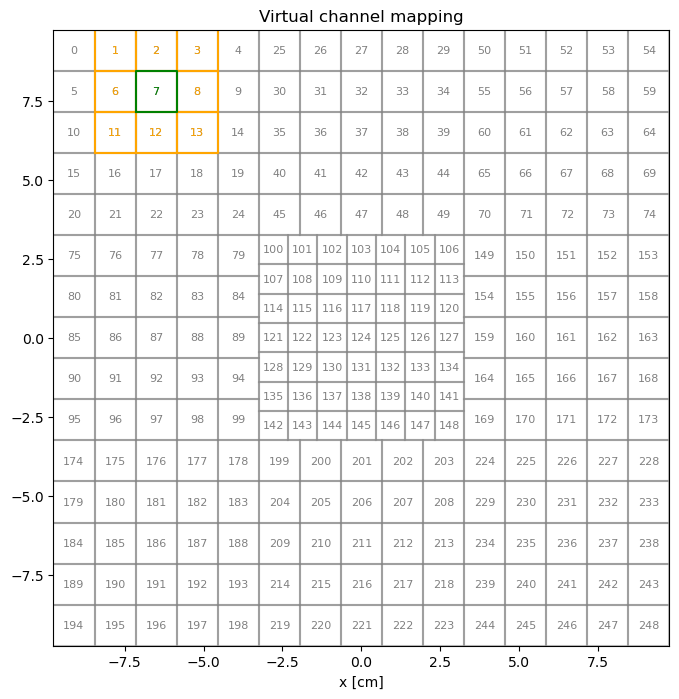 Virtual channel mapping
0 1 2 3 4 25 26 27 28 29 50 51 52 53 54
7.5 5 6 7 8 9 30 31 32 33 34 55 56 57 58 59
10 11 12 13 14 35 36 37 38 39 60 61 62 63 64
5.0 15 16 17 18 19 40 41 42 43 44 65 66 67 68 69
20 21 22 23 24 45 46 47 48 49 70 71 72 73 74
2.5 75 76 77 78 79 100 101 102 103 104 105 106 149 150 151 152 153
107 108 109 110 111 112 113
80 81 82 83 84 114 115 116 117 118 119 120 154 155 156 157 158
0.0 85 86 87 88 89 121 122 123 124 125 126 127 159 160 161 162 163
128 129 130 131 132 133 134
90 91 92 93 94 135 136 137 138 139 140 141 164 165 166 167 168
−2.5 95 96 97 98 99 142 143 144 145 146 147 148 169 170 171 172 173
174 175 176 177 178 199 200 201 202 203 224 225 226 227 228
−5.0 179 180 181 182 183 204 205 206 207 208 229 230 231 232 233
184 185 186 187 188 209 210 211 212 213 234 235 236 237 238
−7.5 189 190 191 192 193 214 215 216 217 218 239 240 241 242 243
194 195 196 197 198 219 220 221 222 223 244 245 246 247 248
−7.5 −5.0 −2.5 0.0 2.5 5.0 7.5
x [cm]